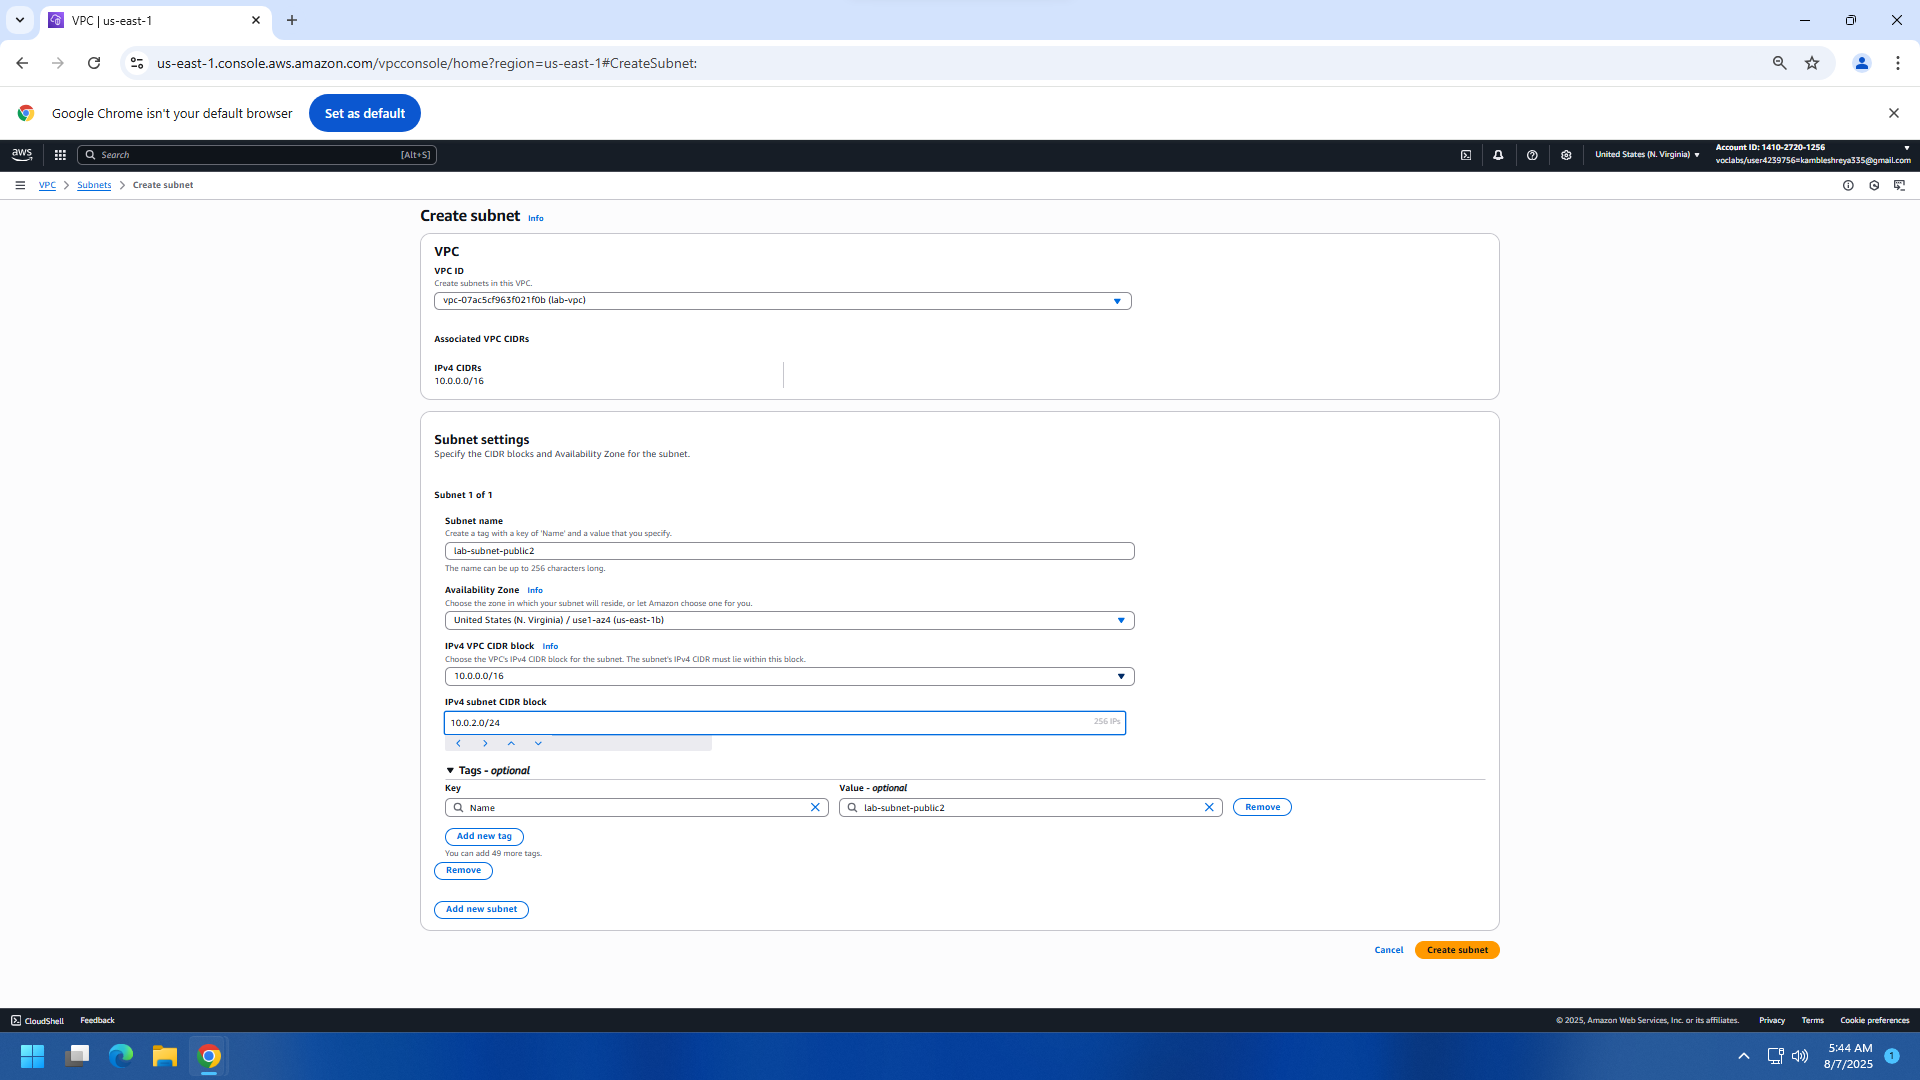 VPC | us-east-1
us-east-1.console.aws.amazon.com/vpcconsole/home?region=us-east-1#CreateSubnet:
Google Chrome isn't your default browser
Set as default
aws
Search
[Alt+S]
United States (N. Virginia)
Account ID: 1410-2720-1256
voclabs/user4239756=kambleshreya335@gmail.com
VPC
Subnets
Create subnet
Create subnet Info
VPC
VPC ID
Create subnets in this VPC.
vpc-07ac5cf963f021f0b (lab-vpc)
Associated VPC CIDRs
IPv4 CIDRs
10.0.0.0/16
Subnet settings
Specify the CIDR blocks and Availability Zone for the subnet.
Subnet 1 of 1
Subnet name
Create a tag with a key of 'Name' and a value that you specify.
lab-subnet-public2
The name can be up to 256 characters long.
Availability Zone Info
Choose the zone in which your subnet will reside, or let Amazon choose one for you.
United States (N. Virginia) / use1-az4 (us-east-1b)
IPv4 VPC CIDR block Info
Choose the VPC's IPv4 CIDR block for the subnet. The subnet's IPv4 CIDR must lie within this block.
10.0.0.0/16
IPv4 subnet CIDR block
10.0.2.0/24 256 IPs
Tags - optional
Key Value - optional
Name lab-subnet-public2 Remove
Add new tag
You can add 49 more tags.
Remove
Add new subnet
Cancel Create subnet
CloudShell Feedback © 2025, Amazon Web Services, Inc. or its affiliates. Privacy Terms Cookie preferences
5:44 AM
8/7/2025
1